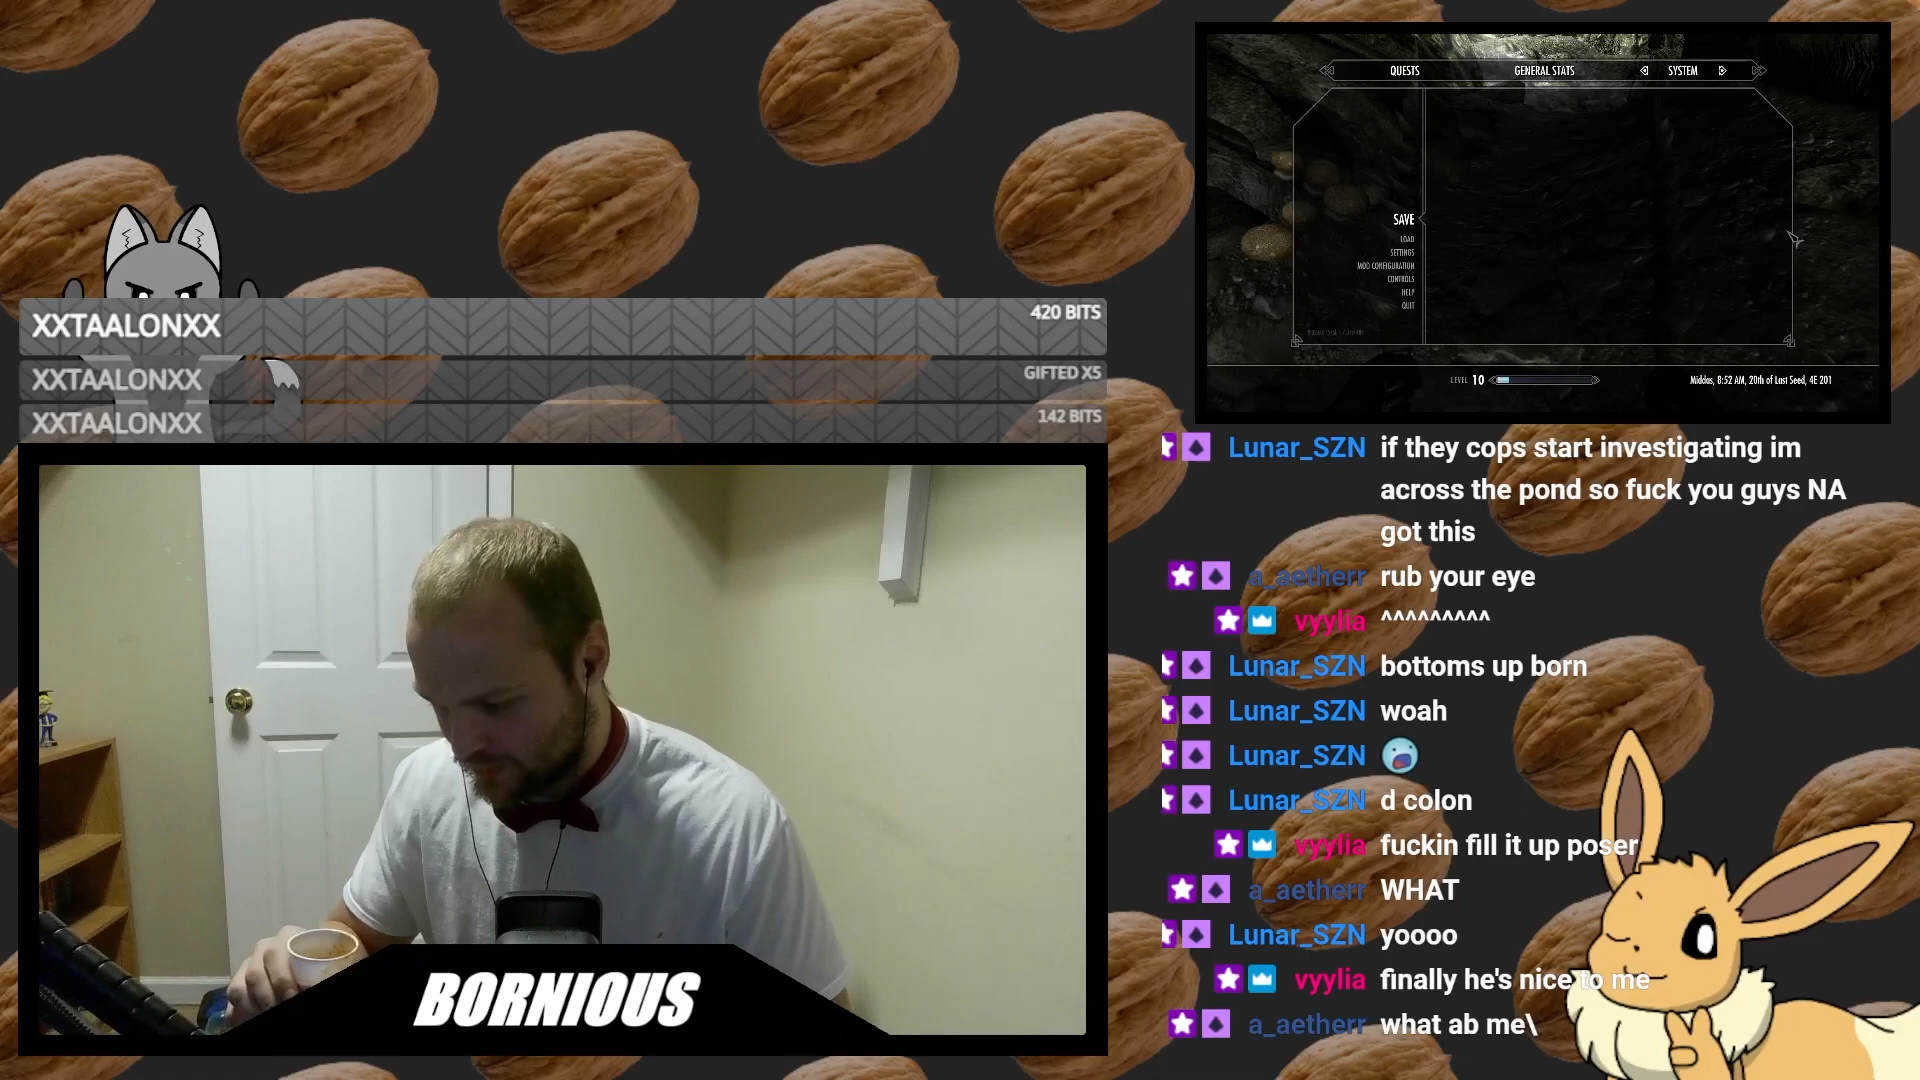 QUESTS GENERAL STATS SYSTEM
SAVE
LOAD
SETTINGS
MOD CONFIGURATION
CONTROLS
HELP
QUIT
LEVEL 10
Middas, 8:52 AM, 20th of Last Seed, 4E 201
XXTAALONXX 420 BITS
XXTAALONXX GIFTED X5
XXTAALONXX 142 BITS
BORNIOUS
Lunar_SZN if they cops start investigating im
across the pond so fuck you guys NA
got this
a_aetherr rub your eye
vyylia ^^^^^^^^^
Lunar_SZN bottoms up born
Lunar_SZN woah
Lunar_SZN
Lunar_SZN d colon
vyylia fuckin fill it up poser
a_aetherr WHAT
Lunar_SZN yoooo
vyylia finally he's nice to me
a_aetherr what ab me\